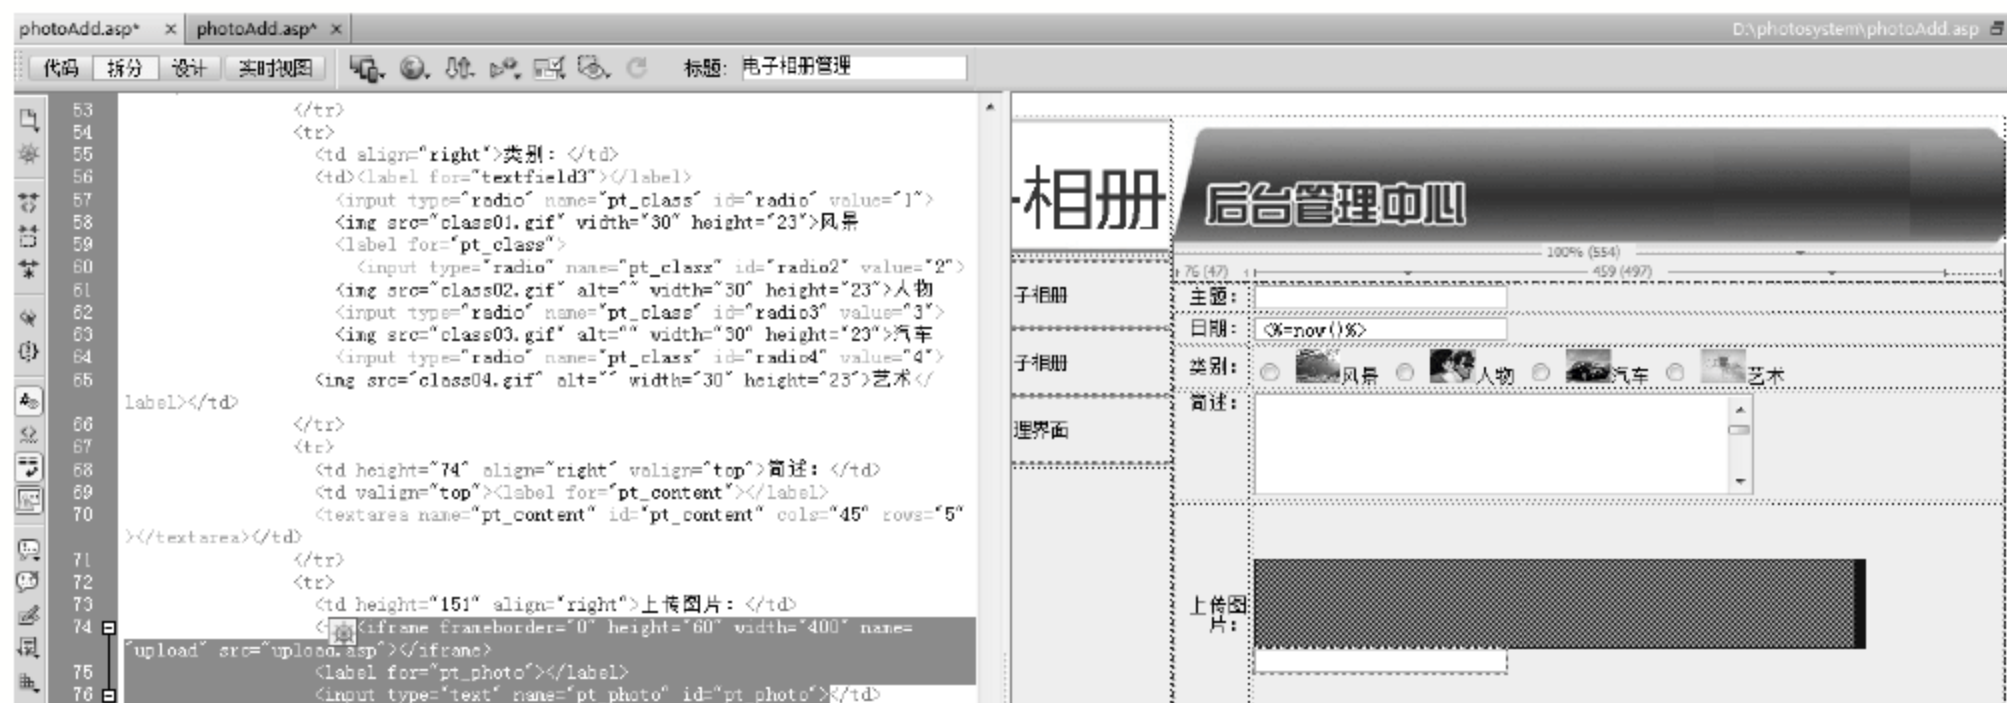 photoAdd.asp* × photoAdd.asp* × D:\photosystem\photoAdd.asp
代码 拆分 设计 实时视图 标题: 电子相册管理
53 </tr>
54 <tr>
55 <td align="right">类别：</td>
56 <td><label for="textfield3"></label>
57 <input type="radio" name="pt_class" id="radio" value="1">
58 <img src="class01.gif" width="30" height="23">风景
59 <label for="pt_class">
60 <input type="radio" name="pt_class" id="radio2" value="2">
61 <img src="class02.gif" alt="" width="30" height="23">人物
62 <input type="radio" name="pt_class" id="radio3" value="3">
63 <img src="class03.gif" alt="" width="30" height="23">汽车
64 <input type="radio" name="pt_class" id="radio4" value="4">
65 <img src="class04.gif" alt="" width="30" height="23">艺术</
label></td>
66 </tr>
67 <tr>
68 <td height="74" align="right" valign="top">简述：</td>
69 <td valign="top"><label for="pt_content"></label>
70 <textarea name="pt_content" id="pt_content" cols="45" rows="5"
></textarea></td>
71 </tr>
72 <tr>
73 <td height="151" align="right">上传图片：</td>
74 <iframe frameborder="0" height="60" width="400" name=
"upload" src="upload.asp"></iframe>
75 <label for="pt_photo"></label>
76 <input type="text" name="pt_photo" id="pt_photo"></td>
相册
后台管理中心
100% (554)
76 (47) 459 (497)
子相册
子相册
理界面
主题：
日期： <%=now()%>
类别： 风景 人物 汽车 艺术
简述：
上传图
片：